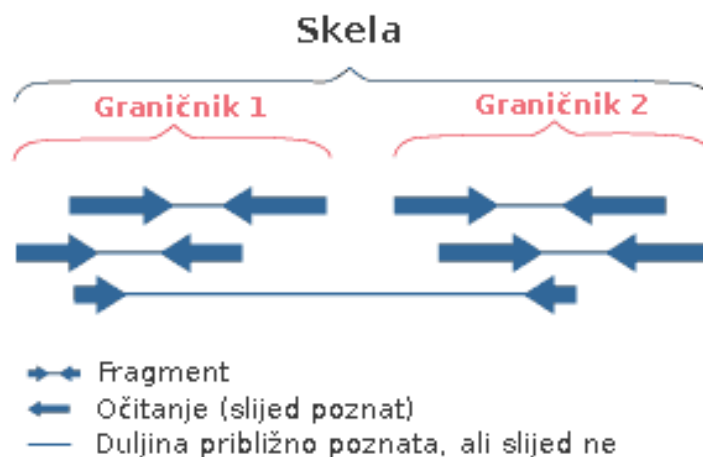 Skela
Graničnik 1
Graničnik 2
Fragment
Očitanje (slijed poznat)
Duljina približno poznata, ali slijed ne